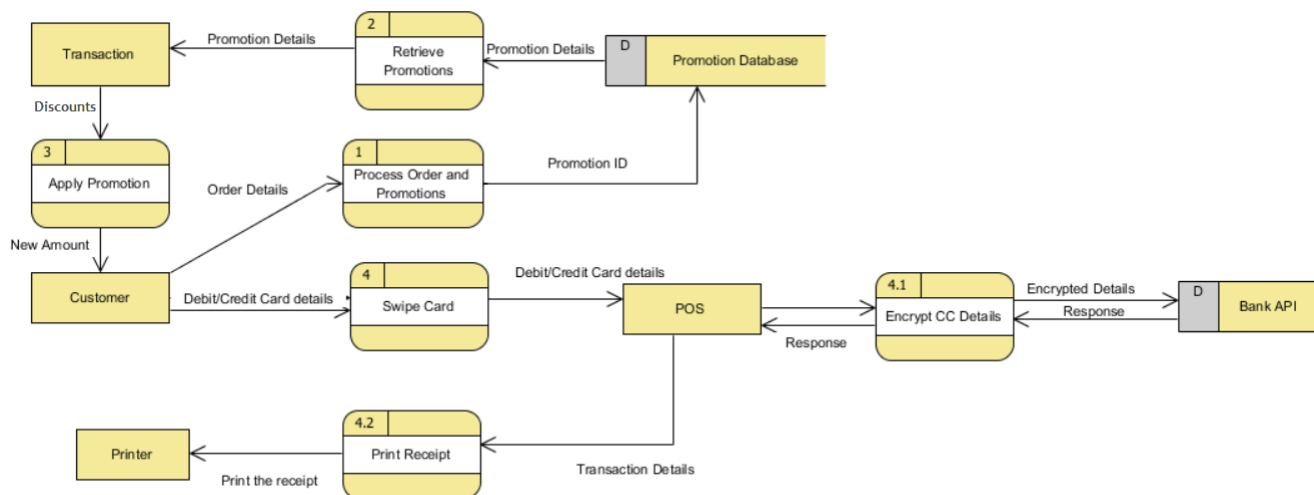 2
Promotion Details
Transaction
Retrieve
Promotions
Promotion Details
D
Promotion Database
Discounts
3
Apply Promotion
1
Process Order and
Promotions
Promotion ID
Order Details
New Amount
Customer
Debit/Credit Card details
4
Swipe Card
Debit/Credit Card details
POS
4.1
Encrypt CC Details
Response
Encrypted Details
Response
D
Bank API
4.2
Print Receipt
Transaction Details
Printer
Print the receipt